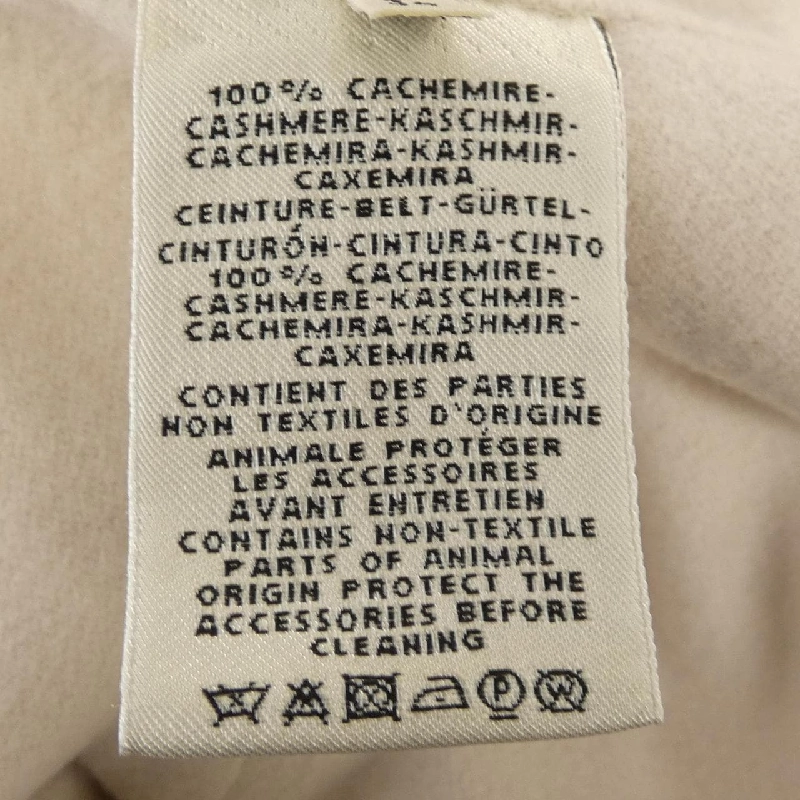 100% CACHEMIRE-
CASHMERE-KASCHMIR-
CACHEMIRA-KASHMIR-
CAXEMIRA
CEINTURE-BELT-GÜRTEL-
CINTURÓN-CINTURA-CINTO
100% CACHEMIRE-
CASHMERE-KASCHMIR-
CACHEMIRA-KASHMIR-
CAXEMIRA
CONTIENT DES PARTIES
NON TEXTILES D'ORIGINE
ANIMALE PROTÉGER
LES ACCESSOIRES
AVANT ENTRETIEN
CONTAINS NON-TEXTILE
PARTS OF ANIMAL
ORIGIN PROTECT THE
ACCESSORIES BEFORE
CLEANING
P W